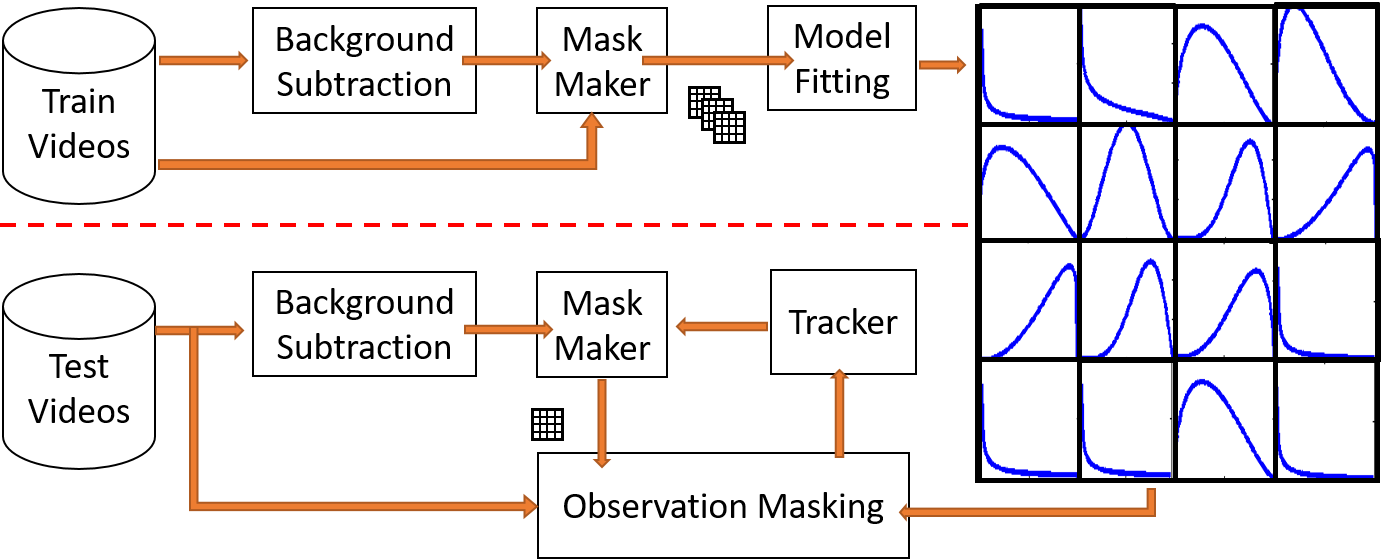 Train
Videos
Background
Subtraction
Mask
Maker
Model
Fitting
Test
Videos
Background
Subtraction
Mask
Maker
Tracker
Observation Masking